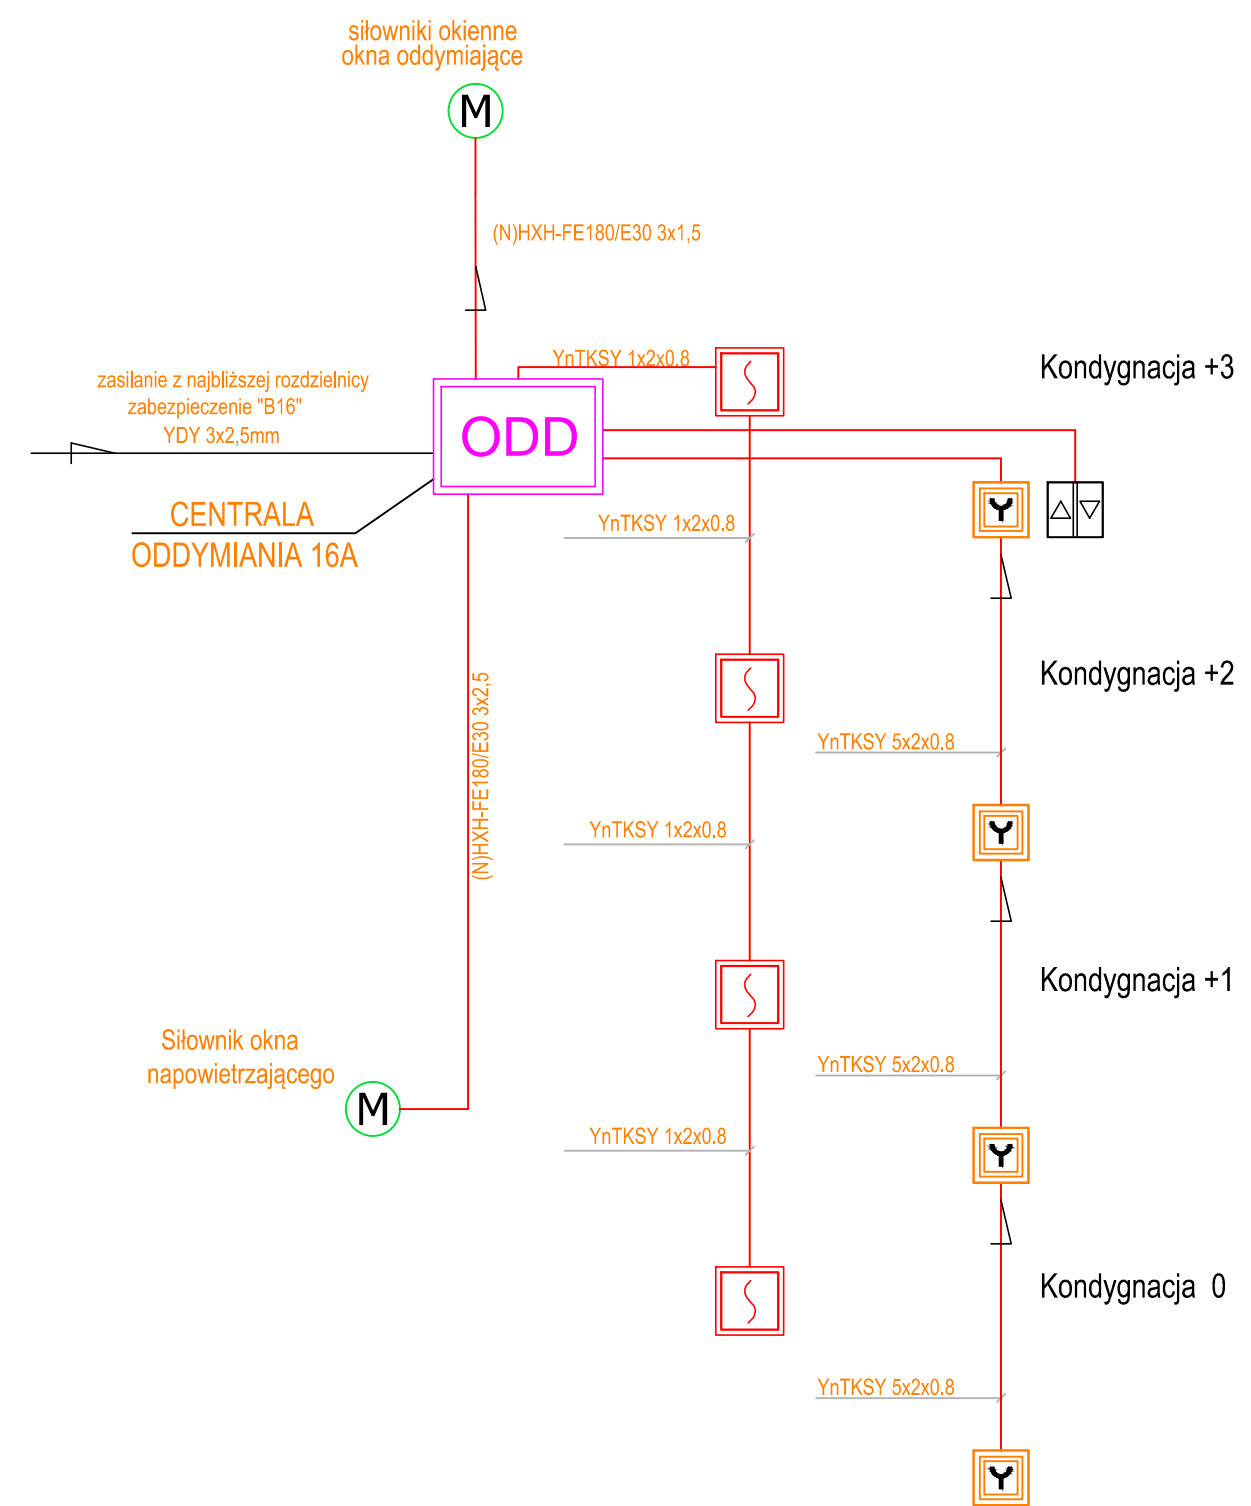 siłowniki okienne
okna oddymiające
M
(N)HXH-FE180/E30 3x1,5
YnTKSY 1x2x0.8
Kondygnacja +3
zasilanie z najbliższej rozdzielnicy
zabezpieczenie "B16"
YDY 3x2,5mm
ODD
CENTRALA
ODDYMIANIA 16A
YnTKSY 1x2x0.8
Y
Kondygnacja +2
(N)HXH-FE180/E30 3x2,5
YnTKSY 5x2x0.8
YnTKSY 1x2x0.8
Y
Kondygnacja +1
Siłownik okna
napowietrzającego
M
YnTKSY 5x2x0.8
YnTKSY 1x2x0.8
Y
Kondygnacja 0
YnTKSY 5x2x0.8
Y